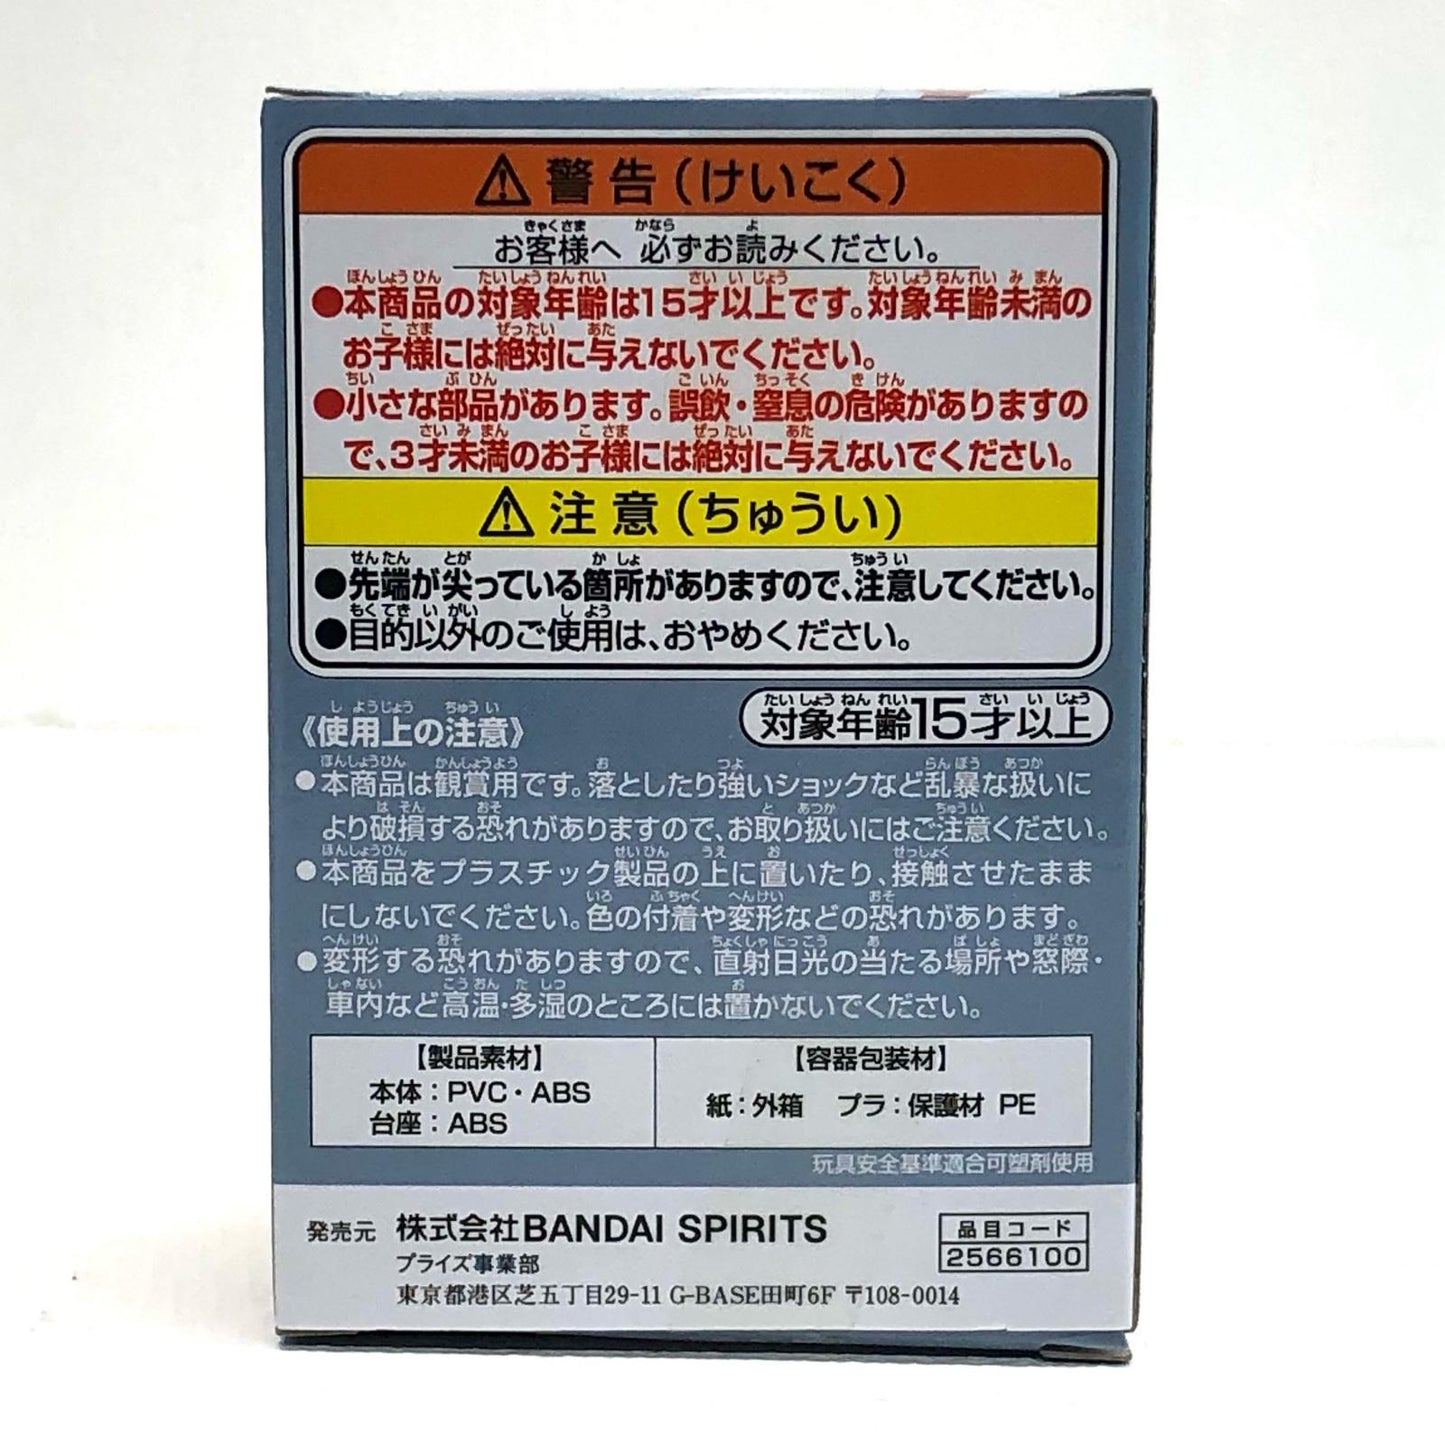 警告(けいこく)
お客様へ 必ずお読みください。
●本商品の対象年齢は15才以上です。対象年齢未満の
お子様には絶対に与えないでください。
●小さな部品があります。誤飲・窒息の危険がありますの
で、3才未満のお子様には絶対に与えないでください。
注意(ちゅうい)
●先端が尖っている箇所がありますので、注意してください。
●目的以外のご使用は、おやめください。
対象年齢15才以上
《使用上の注意》
●本商品は観賞用です。落としたり強いショックなど乱暴な扱いに
より破損する恐れがありますので、お取り扱いにはご注意ください。
●本商品をプラスチック製品の上に置いたり、接触させたまま
にしないでください。色の付着や変形などの恐れがあります。
●変形する恐れがありますので、直射日光の当たる場所や窓際・
車内など高温・多湿のところには置かないでください。
【製品素材】
本体:PVC・ABS
台座:ABS
【容器包装材】
紙:外箱 プラ:保護材 PE
玩具安全基準適合可塑剤使用
発売元 株式会社BANDAI SPIRITS
プライズ事業部
東京都港区芝五丁目29-11 G-BASE田町6F 〒108-0014
品目コード
2566100